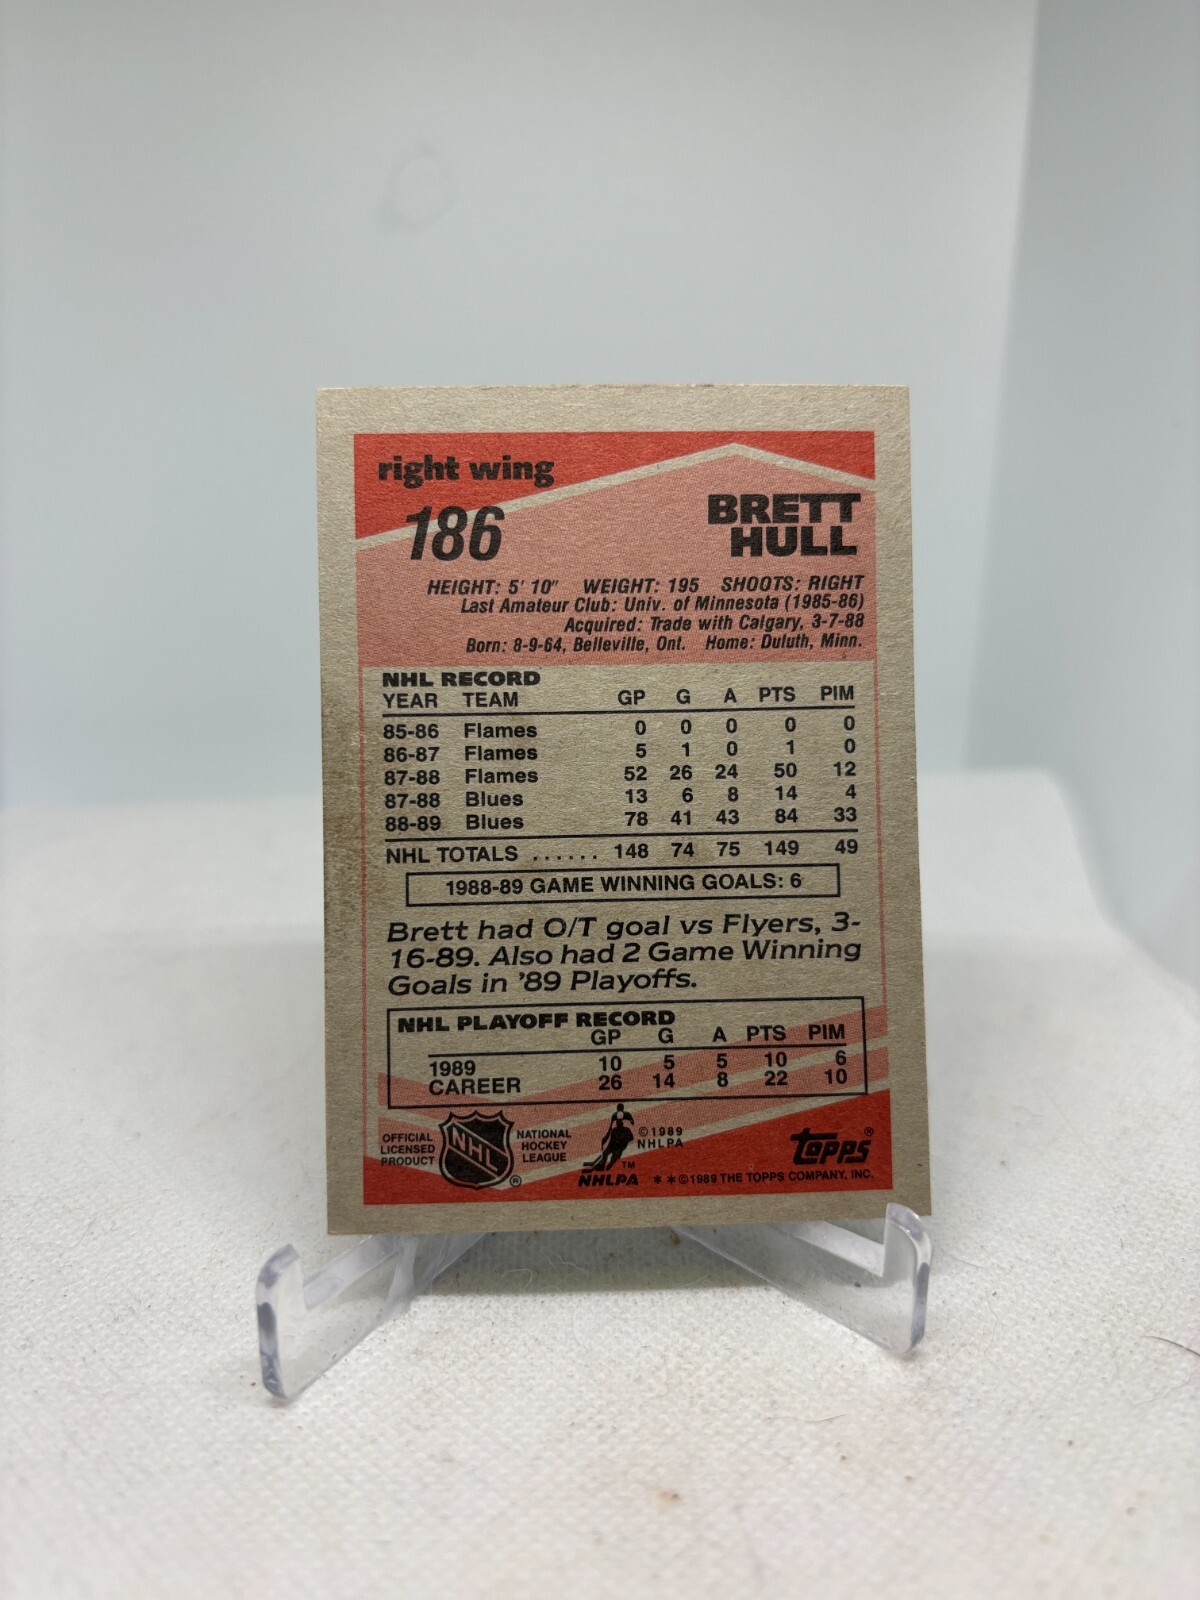 right wing
186
BRETT
HULL
HEIGHT: 5' 10" WEIGHT: 195 SHOOTS: RIGHT
Last Amateur Club: Univ. of Minnesota (1985-86)
Acquired: Trade with Calgary, 3-7-88
Born: 8-9-64, Belleville, Ont. Home: Duluth, Minn.
NHL RECORD
YEAR TEAM GP G A PTS PIM
85-86 Flames 0 0 0 0 0
86-87 Flames 5 1 0 1 0
87-88 Flames 52 26 24 50 12
87-88 Blues 13 6 8 14 4
88-89 Blues 78 41 43 84 33
NHL TOTALS ...... 148 74 75 149 49
1988-89 GAME WINNING GOALS: 6
Brett had O/T goal vs Flyers, 3-
16-89. Also had 2 Game Winning
Goals in '89 Playoffs.
NHL PLAYOFF RECORD
GP G A PTS PIM
1989 10 5 5 10 6
CAREER 26 14 8 22 10
OFFICIAL
LICENSED
PRODUCT
NHL
®
NATIONAL
HOCKEY
LEAGUE
©1989
NHLPA
TM
NHLPA
topps®
**©1989 THE TOPPS COMPANY, INC.